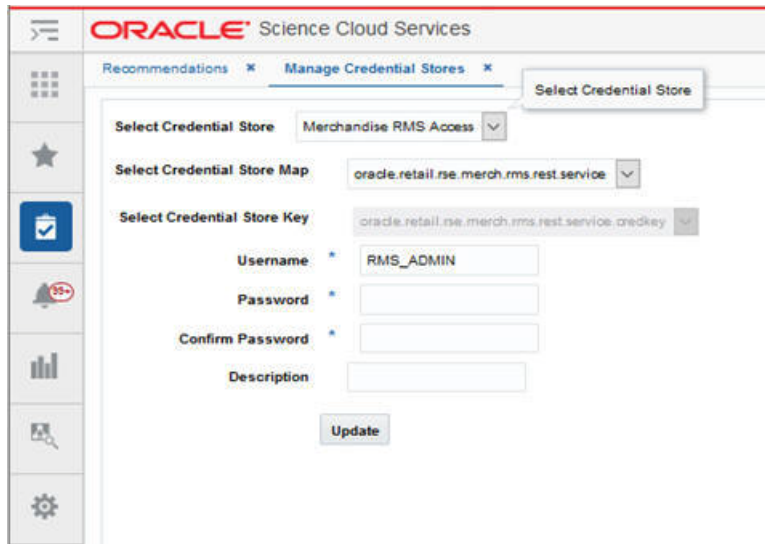 ORACLE Science Cloud Services
Recommendations × Manage Credential Stores ×
Select Credential Store
Select Credential Store Merchandise RMS Access
Select Credential Store Map oracle.retail.rse.merch.rms.rest.service
Select Credential Store Key oracle.retail.rse.merch.rms.rest.service.credkey
Username * RMS_ADMIN
99+
Password *
Confirm Password *
Description
Update